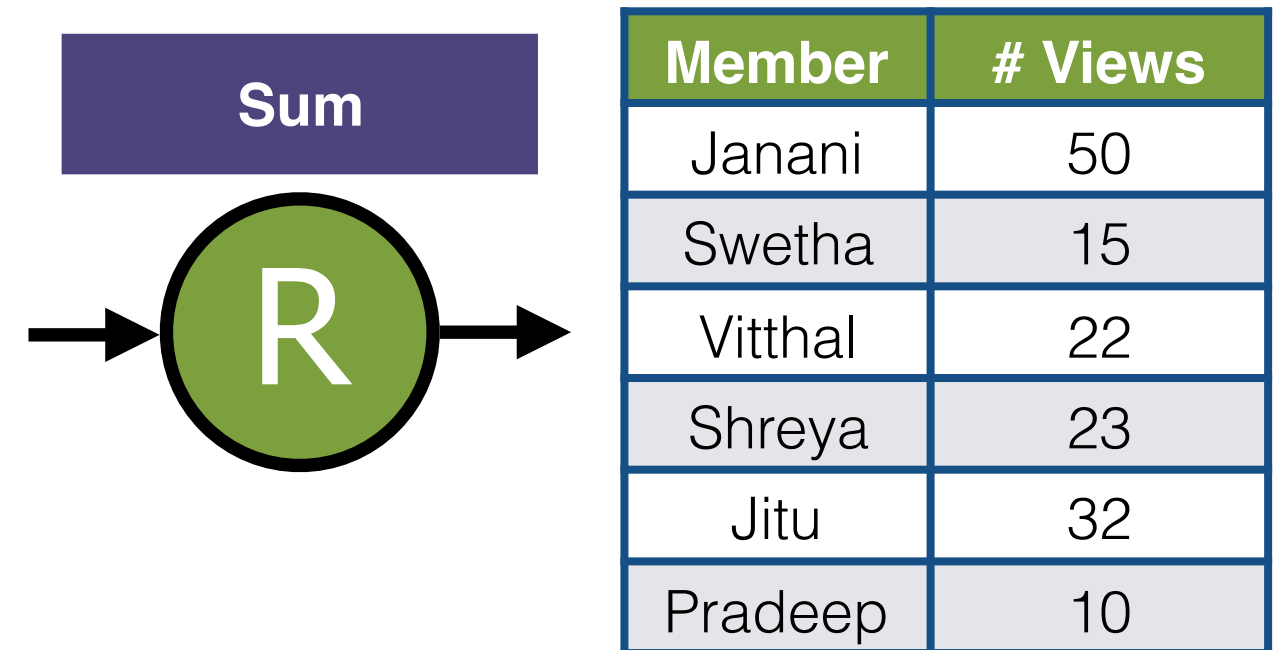 Sum
R
Member # Views
Janani 50
Swetha 15
Vitthal 22
Shreya 23
Jitu 32
Pradeep 10